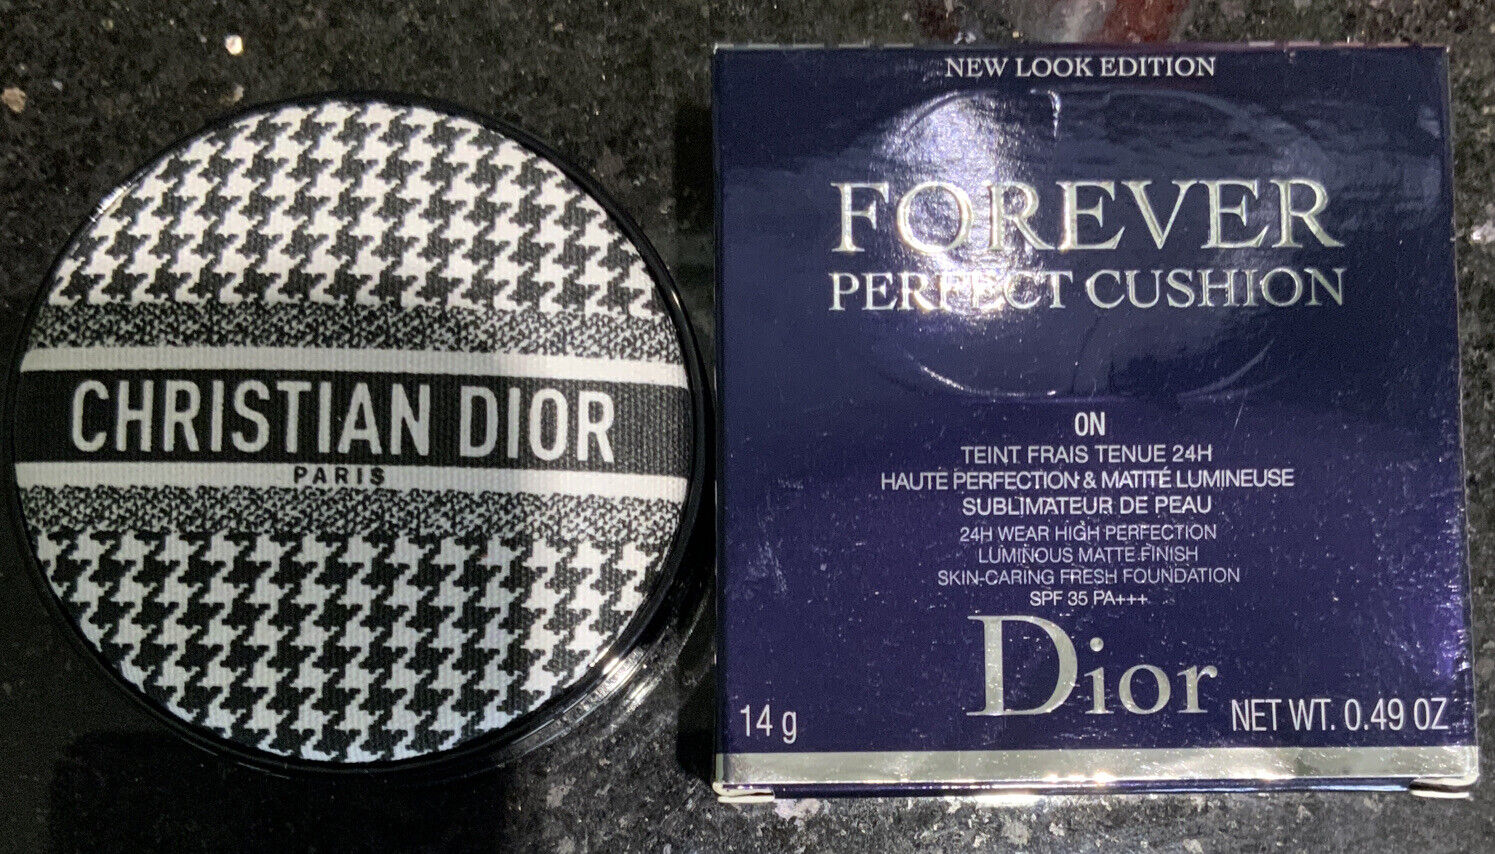 CHRISTIAN DIOR
PARIS
NEW LOOK EDITION
FOREVER
PERFECT CUSHION
0N
TEINT FRAIS TENUE 24H
HAUTE PERFECTION & MATITÉ LUMINEUSE
SUBLIMATEUR DE PEAU
24H WEAR HIGH PERFECTION
LUMINOUS MATTE FINISH
SKIN-CARING FRESH FOUNDATION
SPF 35 PA+++
Dior
14 g
NET WT. 0.49 OZ